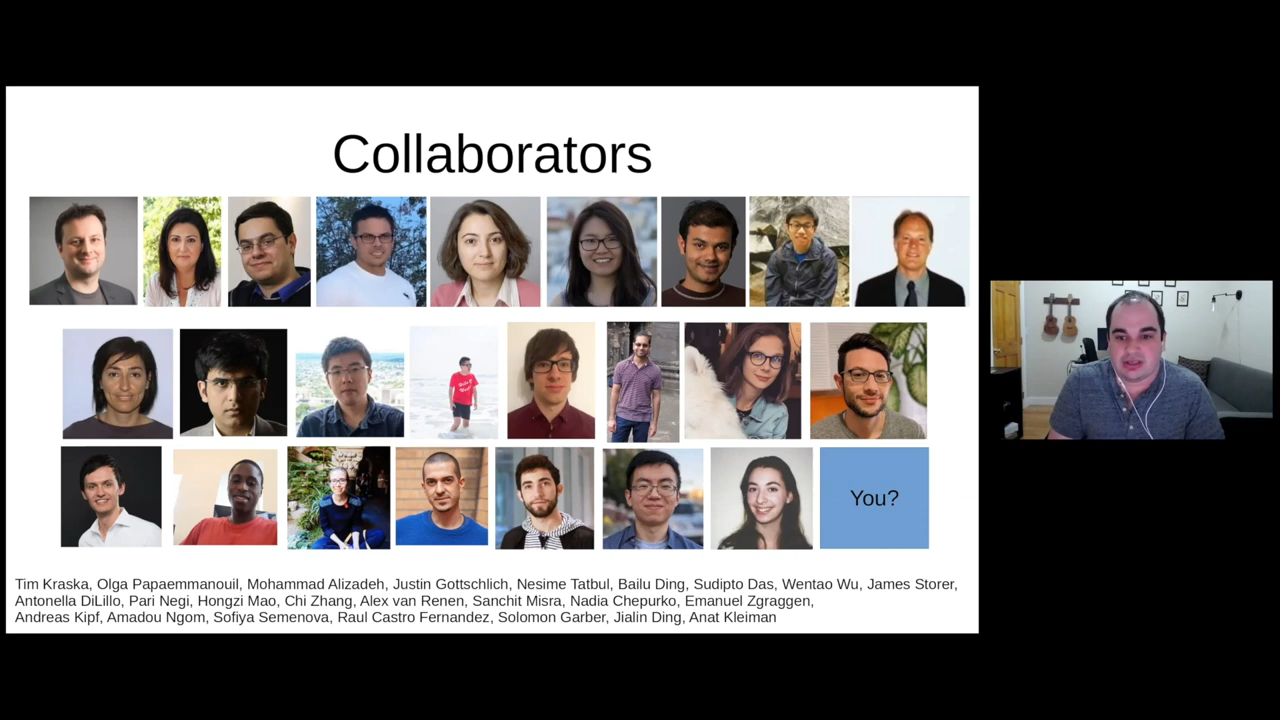 Collaborators
You?
Tim Kraska, Olga Papaemmanouil, Mohammad Alizadeh, Justin Gottschlich, Nesime Tatbul, Bailu Ding, Sudipto Das, Wentao Wu, James Storer,
Antonella DiLillo, Pari Negi, Hongzi Mao, Chi Zhang, Alex van Renen, Sanchit Misra, Nadia Chepurko, Emanuel Zgraggen,
Andreas Kipf, Amadou Ngom, Sofiya Semenova, Raul Castro Fernandez, Solomon Garber, Jialin Ding, Anat Kleiman